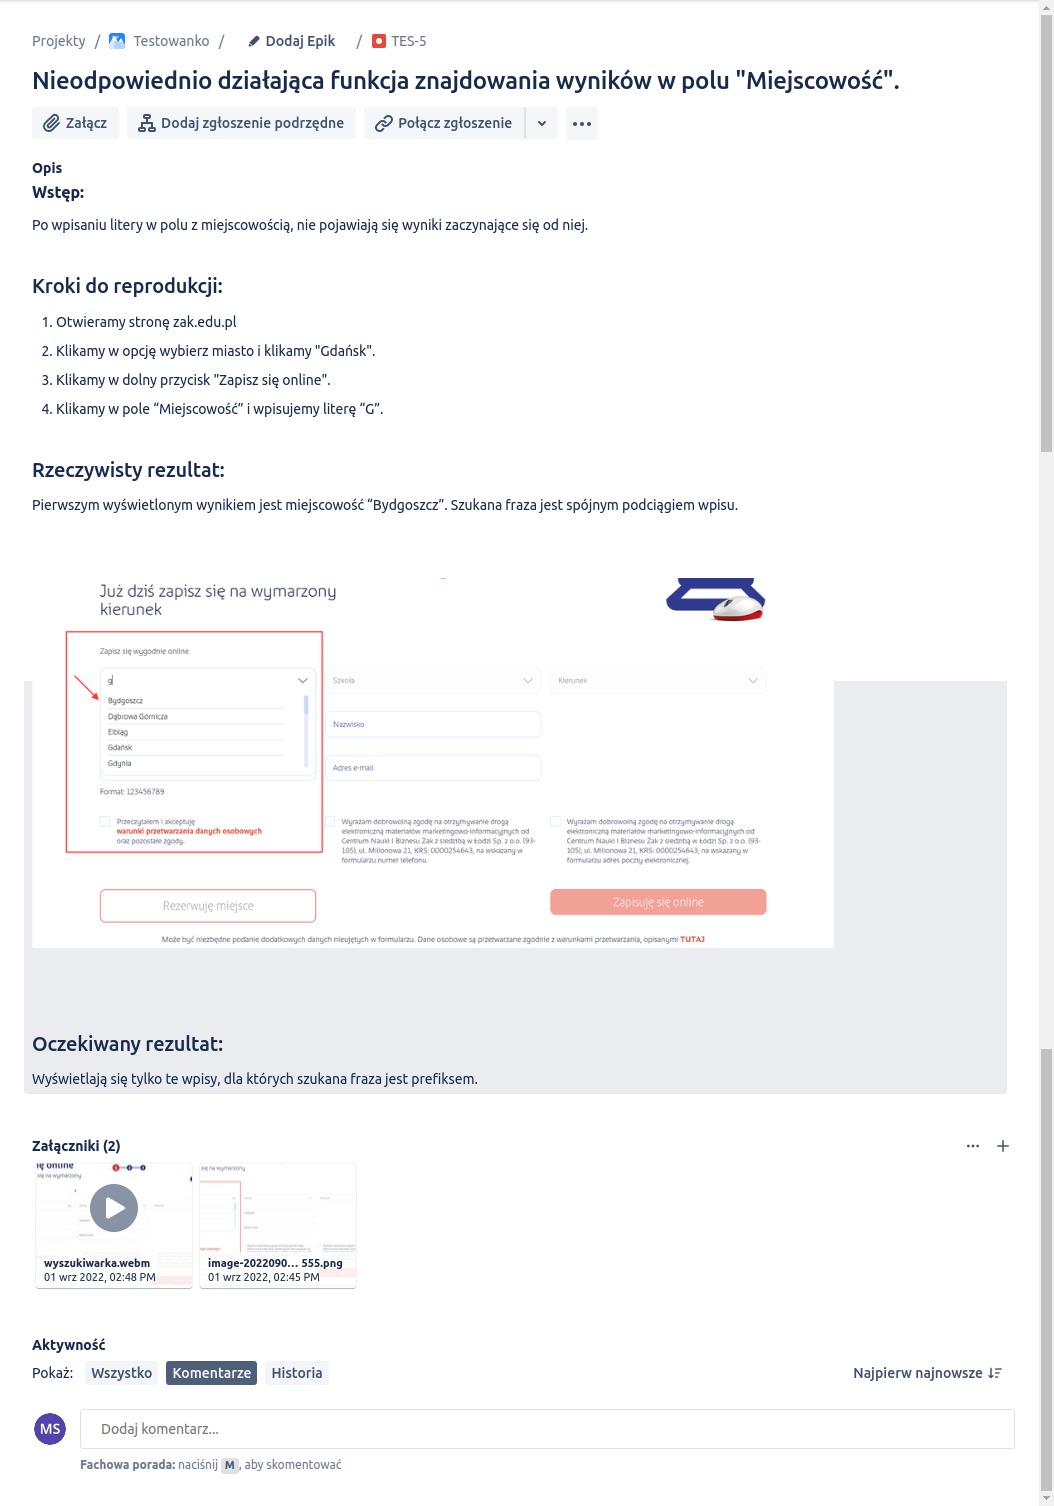 Projekty / Testowanko / Dodaj Epik / TES-5
Nieodpowiednio działająca funkcja znajdowania wyników w polu "Miejscowość".
Załącz Dodaj zgłoszenie podrzędne Połącz zgłoszenie
Opis
Wstęp:
Po wpisaniu litery w polu z miejscowością, nie pojawiają się wyniki zaczynające się od niej.
Kroki do reprodukcji:
1. Otwieramy stronę zak.edu.pl
2. Klikamy w opcję wybierz miasto i klikamy "Gdańsk".
3. Klikamy w dolny przycisk "Zapisz się online".
4. Klikamy w pole “Miejscowość” i wpisujemy literę “G”.
Rzeczywisty rezultat:
Pierwszym wyświetlonym wynikiem jest miejscowość “Bydgoszcz”. Szukana fraza jest spójnym podciągiem wpisu.
Już dziś zapisz się na wymarzony
kierunek
Zapisz się wygodnie online
g
Szkoła
Kierunek
Bydgoszcz
Dąbrowa Górnicza
Elbląg
Gdańsk
Gdynia
Nazwisko
Adres e-mail
Format: 123456789
Przeczytałem i akceptuję
warunki przetwarzania danych osobowych
oraz pozostałe zgody.
Wyrażam dobrowolną zgodę na otrzymywanie drogą
elektroniczną materiałów marketingowo-informacyjnych od
Centrum Nauki i Biznesu Żak z siedzibą w Łodzi Sp. z o.o. (93-
105), ul. Milionowa 21, KRS: 0000254643, na wskazany w
formularzu numer telefonu.
Wyrażam dobrowolną zgodę na otrzymywanie drogą
elektroniczną materiałów marketingowo-informacyjnych od
Centrum Nauki i Biznesu Żak z siedzibą w Łodzi Sp. z o.o. (93-
105), ul. Milionowa 21, KRS: 0000254643, na wskazany w
formularzu adres poczty elektronicznej.
Rezerwuję miejsce
Zapisuję się online
Może być niezbędne podanie dodatkowych danych nieujętych w formularzu. Dane osobowe są przetwarzane zgodnie z warunkami przetwarzania, opisanymi TUTAJ
Oczekiwany rezultat:
Wyświetlają się tylko te wpisy, dla których szukana fraza jest prefiksem.
Załączniki (2)
wyszukiwarka.webm
01 wrz 2022, 02:48 PM
się na wymarzony
image-2022090... 555.png
01 wrz 2022, 02:45 PM
Aktywność
Pokaż: Wszystko Komentarze Historia Najpierw najnowsze
MS Dodaj komentarz...
Fachowa porada: naciśnij M, aby skomentować